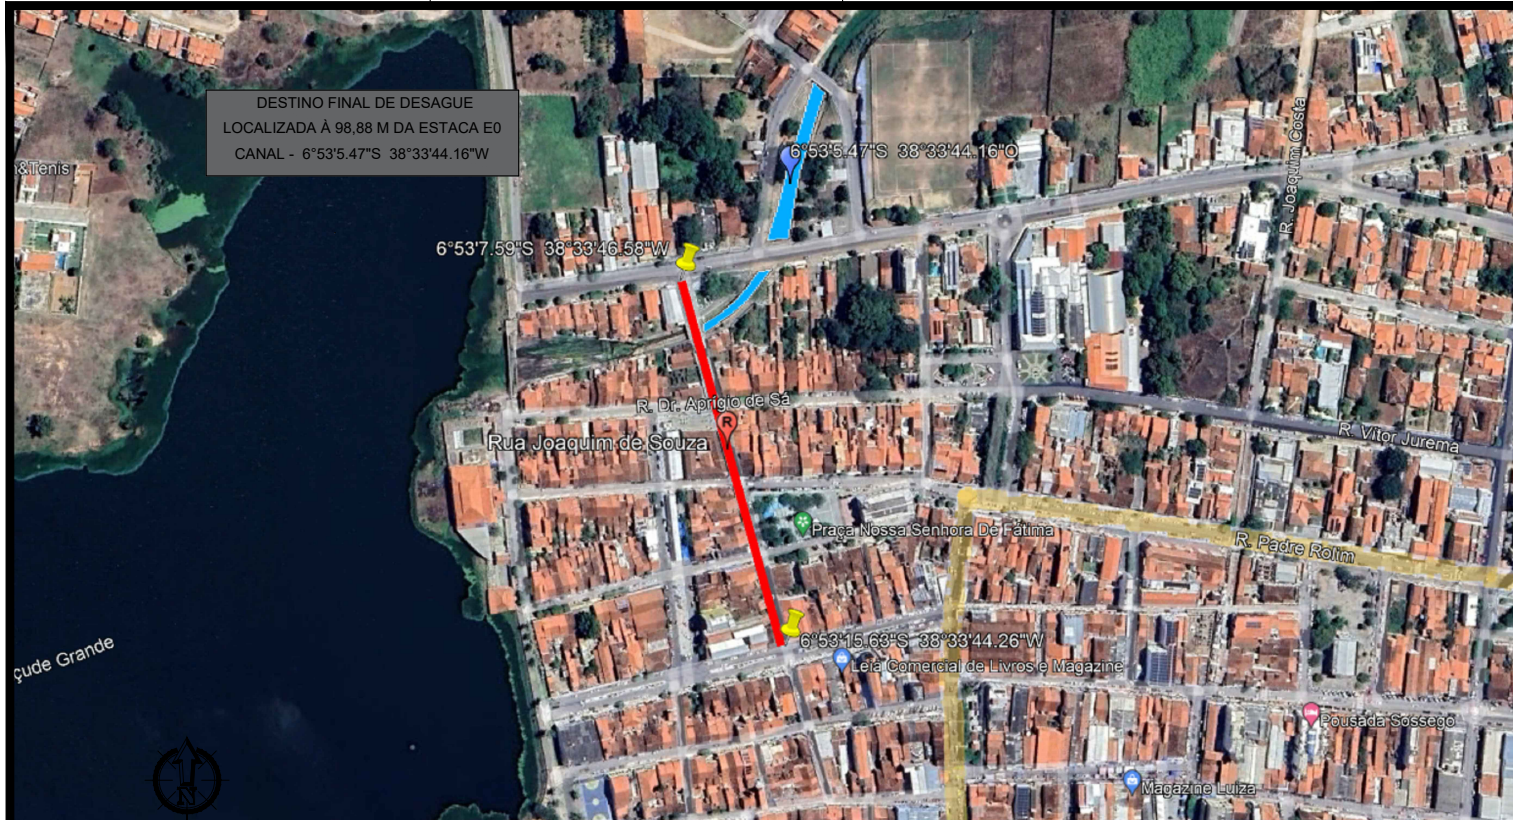 DESTINO FINAL DE DESAGUE
LOCALIZADA À 98,88 M DA ESTACA E0
CANAL - 6°53'5.47"S 38°33'44.16"W
&Tenis
6°53'5.47"S 38°33'44.16"O
R. Joaquim Costa
6°53'7.59"S 38°33'46.58"W
R. Dr. Aprígio de Sá
R
Rua Joaquim de Souza
R. Vitor Jurema
Praça Nossa Senhora De Fátima
R. Padre Rolim
6°53'15.63"S 38°33'44.26"W
çude Grande
Leia Comercial de Livros e Magazine
Pousada Sossego
Magazine Luiza
N